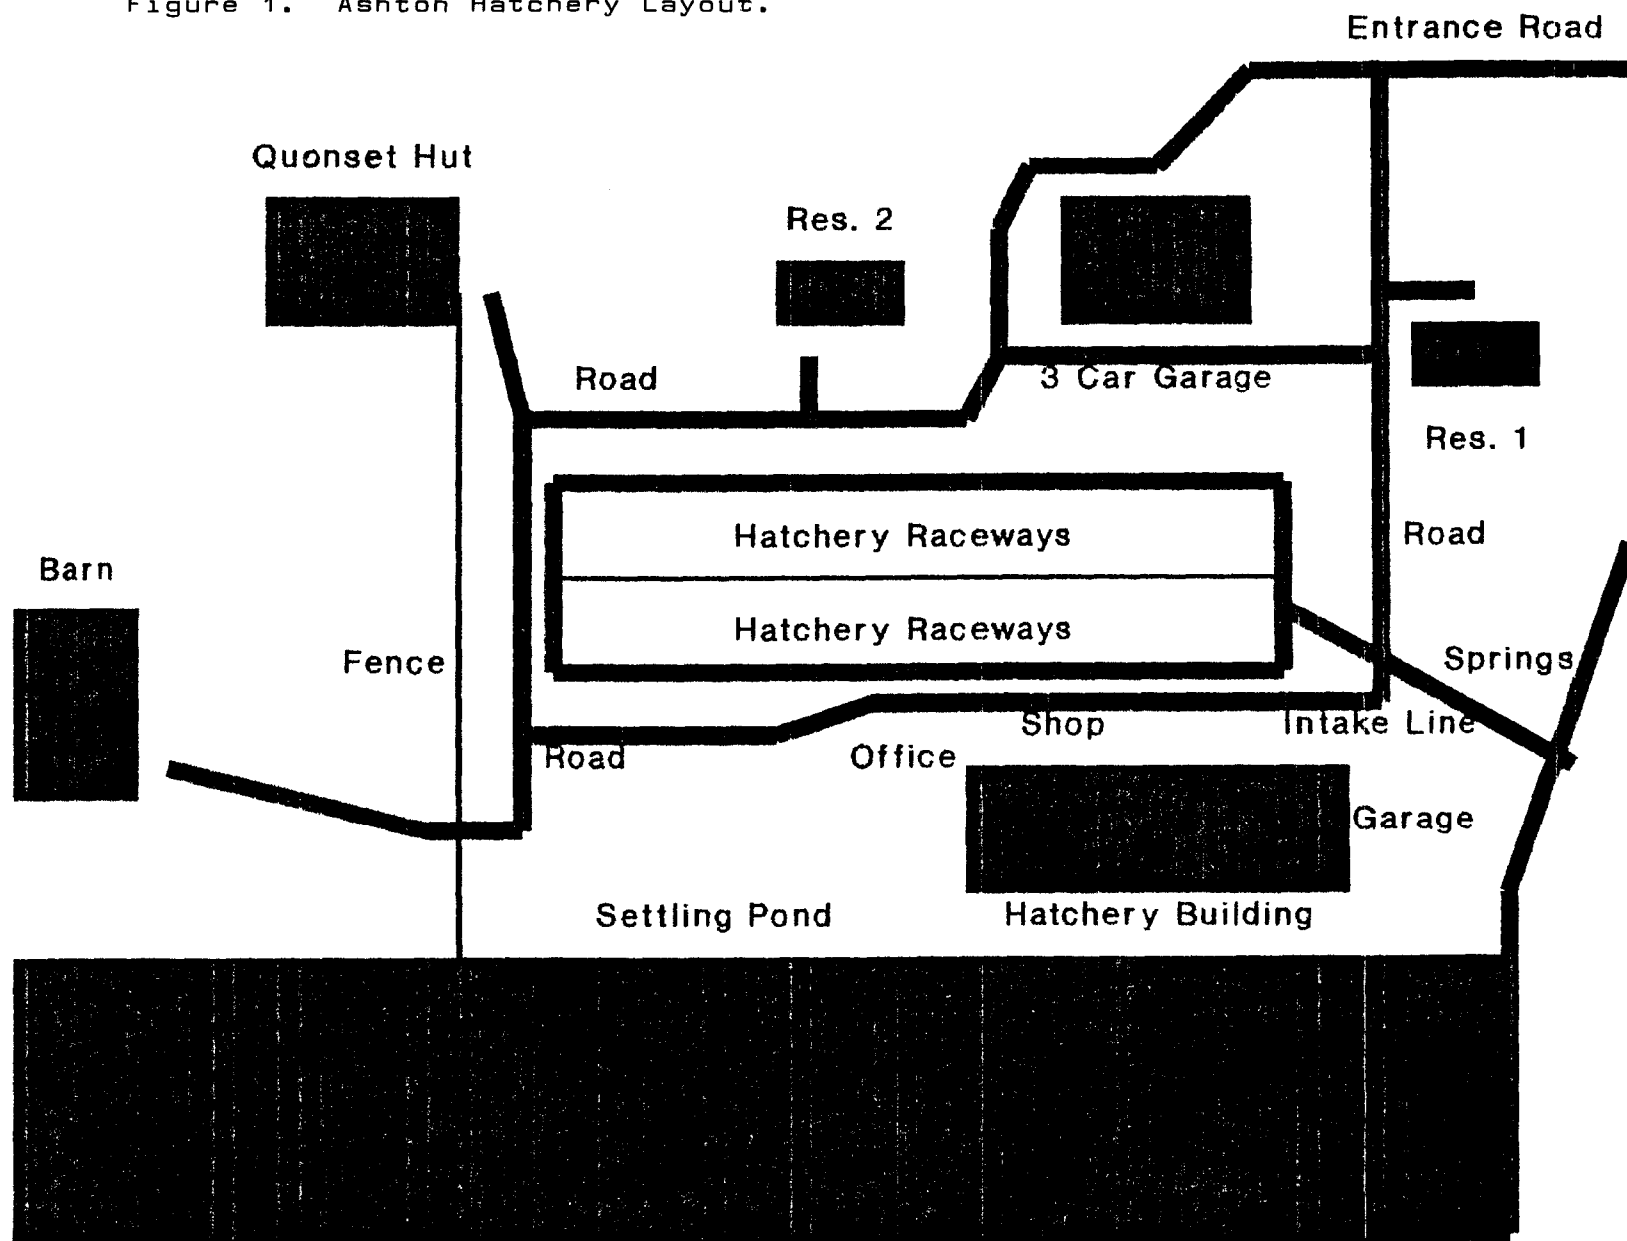 Figure 1. Ashton Hatchery Layout.
Entrance Road
Quonset Hut
Res. 2
Road
3 Car Garage
Res. 1
Hatchery Raceways
Road
Barn
Hatchery Raceways
Fence
Springs
Shop
Intake Line
Road
Office
Garage
Settling Pond
Hatchery Building